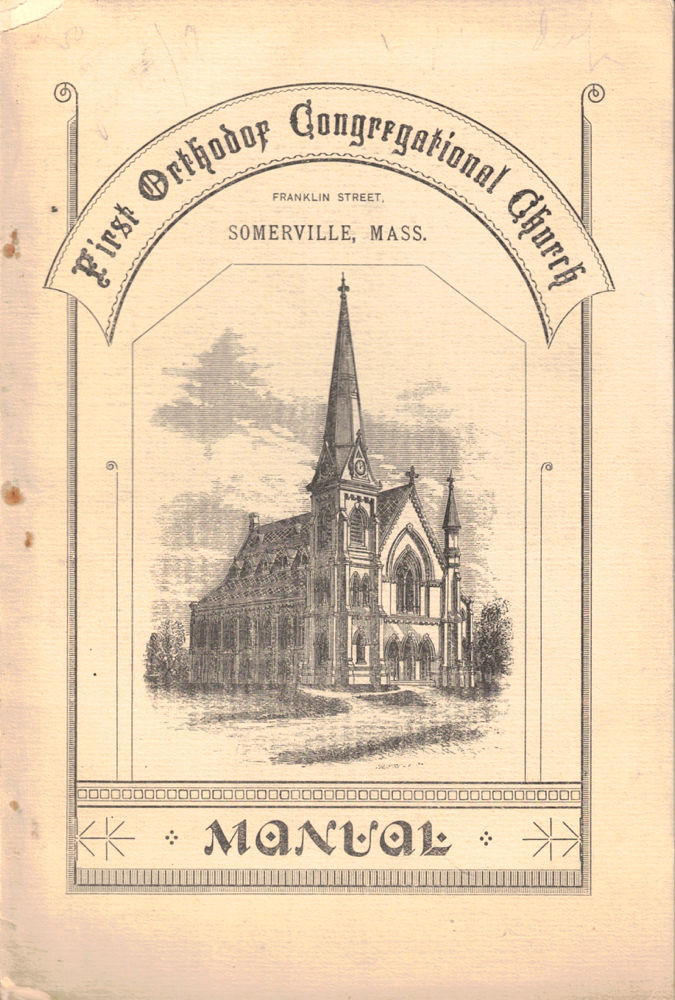 First Orthodox Congregational Church
FRANKLIN STREET,
SOMERVILLE, MASS.
MANUAL